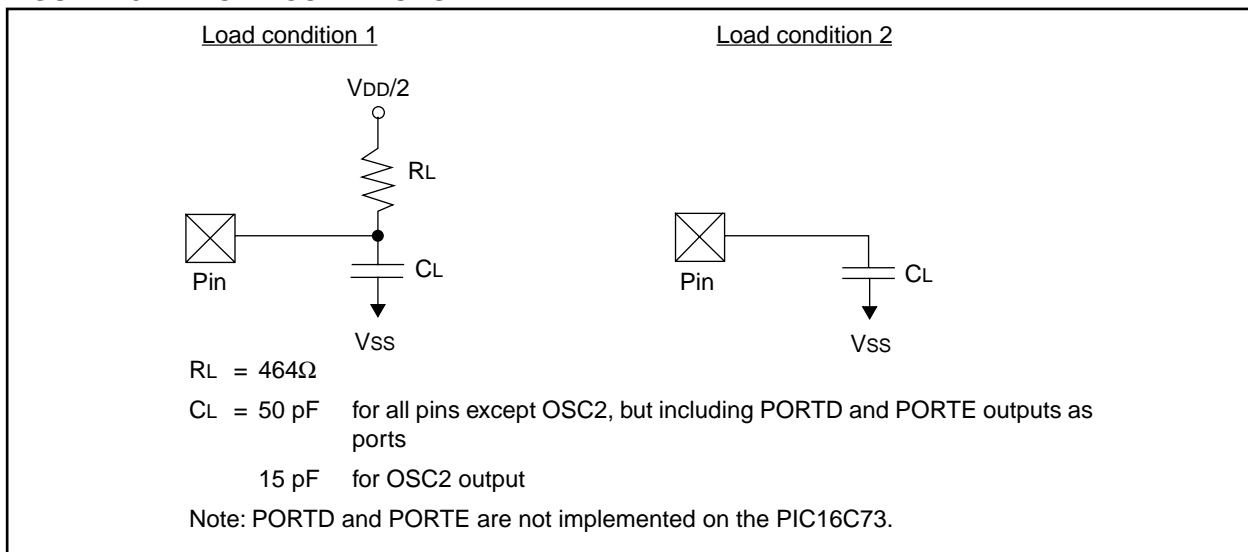 Load condition 1
Load condition 2
VDD/2
RL
Pin
CL
VSS
Pin
CL
VSS
RL = 464Ω
CL = 50 pF for all pins except OSC2, but including PORTD and PORTE outputs as
ports
15 pF for OSC2 output
Note: PORTD and PORTE are not implemented on the PIC16C73.